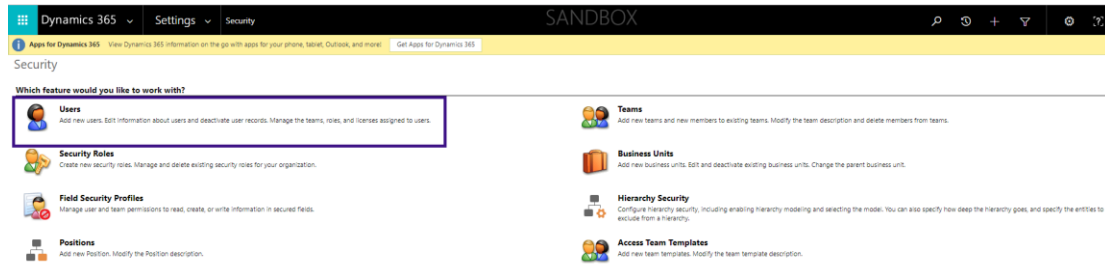 Dynamics 365 Settings Security SANDBOX
Apps for Dynamics 365 View Dynamics 365 information on the go with apps for your phone, tablet, Outlook, and more! Get Apps for Dynamics 365
Security
Which feature would you like to work with?
Users
Add new users. Edit information about users and deactivate user records. Manage the teams, roles, and licenses assigned to users.
Teams
Add new teams and new members to existing teams. Modify the team description and delete members from teams.
Security Roles
Create new security roles. Manage and delete existing security roles for your organization.
Business Units
Add new business units. Edit and deactivate existing business units. Change the parent business unit.
Field Security Profiles
Manage user and team permissions to read, create, or write information in secured fields.
Hierarchy Security
Configure hierarchy security, including enabling hierarchy modeling and selecting the model. You can also specify how deep the hierarchy goes, and specify the entities to
exclude from a hierarchy.
Positions
Add new Position. Modify the Position description.
Access Team Templates
Add new team templates. Modify the team template description.